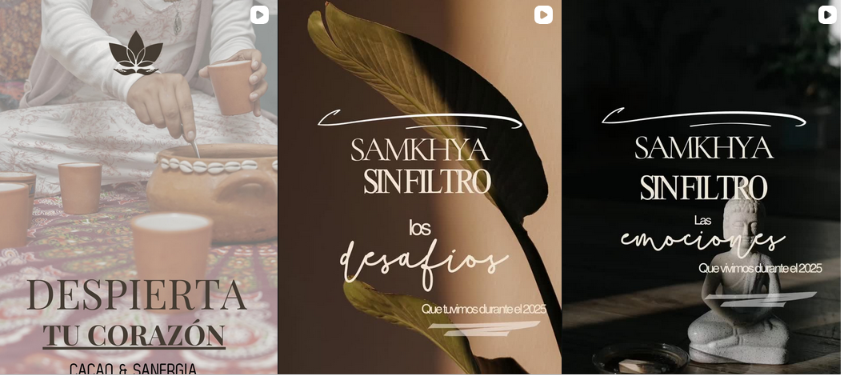 DESPIERTA
TU CORAZÓN
CACAO & SANERGIA
SAMKHYA
SIN FILTRO
los
desafíos
Que tuvimos durante el 2025
SAMKHYA
SIN FILTRO
Las
emociones
Que vivimos durante el 2025